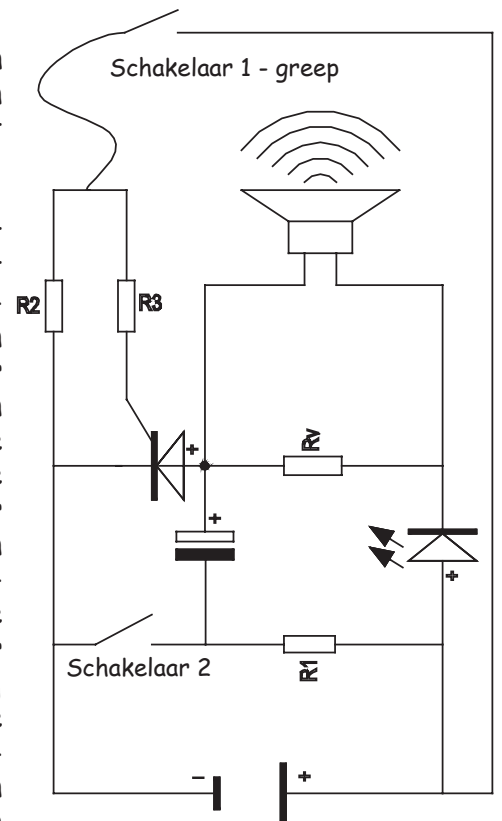 Schakelaar 1 - greep
R2
R3
+
Rv
+
+
Schakelaar 2
R1
-
+